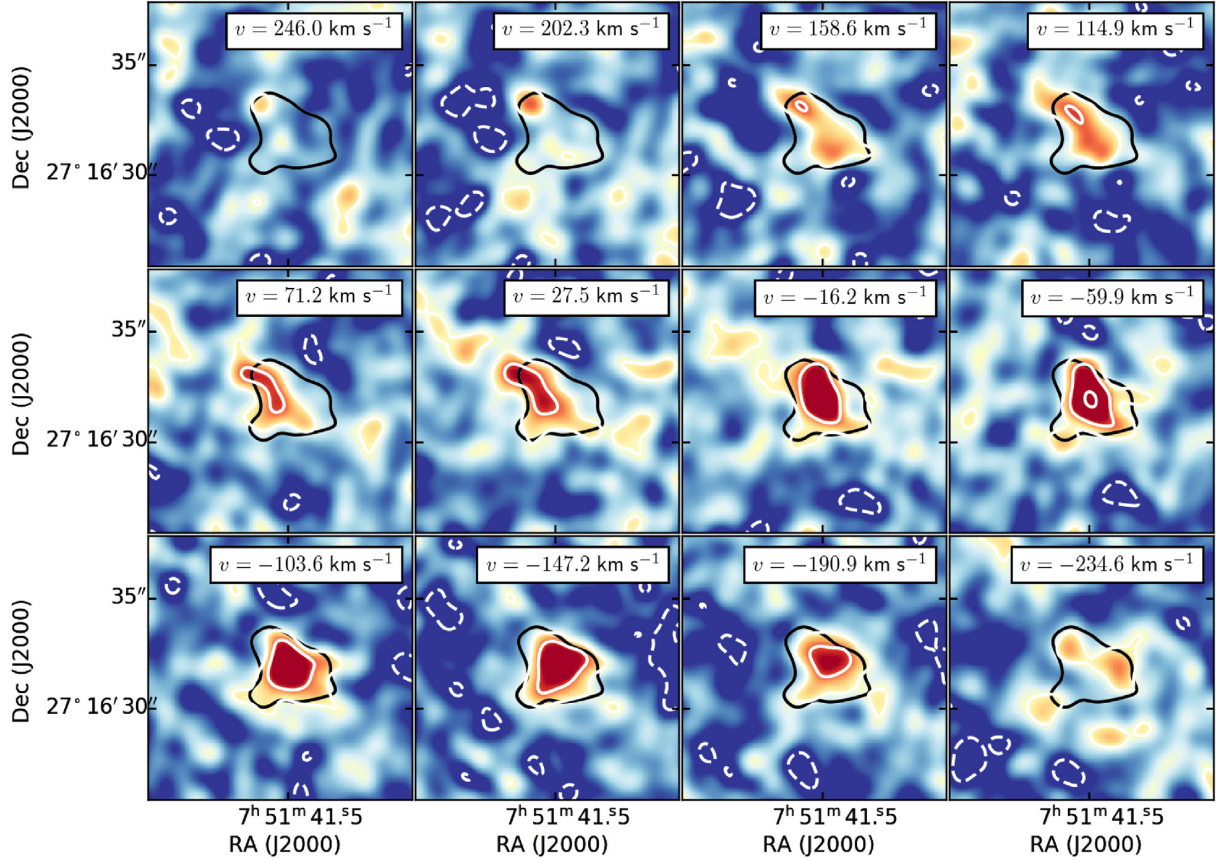 v = 246.0 km s⁻¹
v = 202.3 km s⁻¹
v = 158.6 km s⁻¹
v = 114.9 km s⁻¹
35″
27° 16′ 30″
Dec (J2000)
v = 71.2 km s⁻¹
v = 27.5 km s⁻¹
v = −16.2 km s⁻¹
v = −59.9 km s⁻¹
35″
27° 16′ 30″
Dec (J2000)
v = −103.6 km s⁻¹
v = −147.2 km s⁻¹
v = −190.9 km s⁻¹
v = −234.6 km s⁻¹
35″
27° 16′ 30″
Dec (J2000)
7ʰ 51ᵐ 41.ˢ55
7ʰ 51ᵐ 41.ˢ55
7ʰ 51ᵐ 41.ˢ55
7ʰ 51ᵐ 41.ˢ55
RA (J2000)
RA (J2000)
RA (J2000)
RA (J2000)